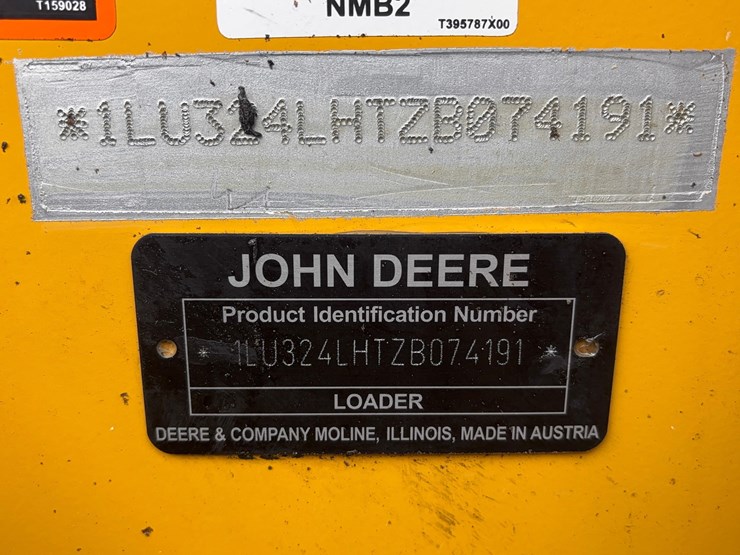 T159028
NMB2
T395787X00
*1LU324LHTZB074191*
JOHN DEERE
Product Identification Number
* 1LU324LHTZB074191 *
LOADER
DEERE & COMPANY MOLINE, ILLINOIS, MADE IN AUSTRIA